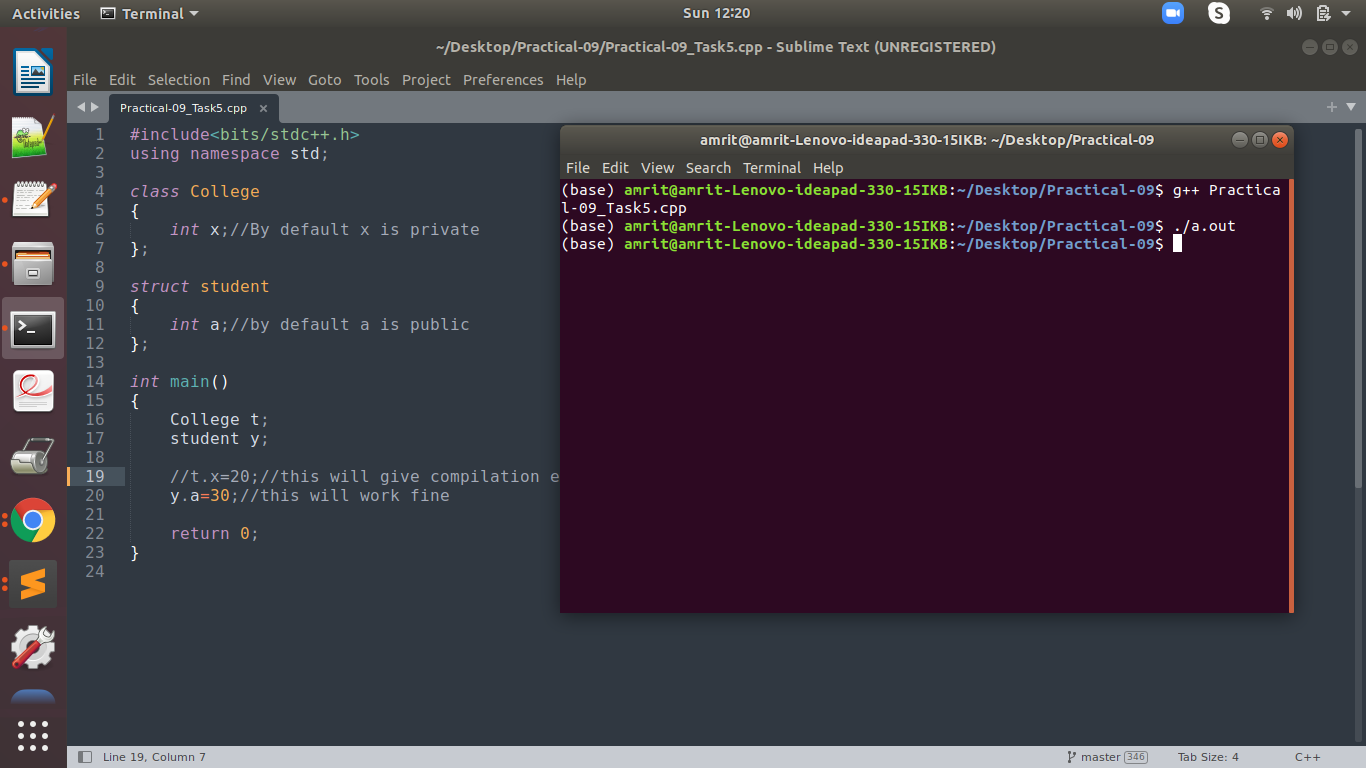 Activities Terminal Sun 12:20
~/Desktop/Practical-09/Practical-09_Task5.cpp - Sublime Text (UNREGISTERED)
File Edit Selection Find View Goto Tools Project Preferences Help
Practical-09_Task5.cpp ×
1 #include<bits/stdc++.h>
2 using namespace std;
3
4 class College
5 {
6 int x;//By default x is private
7 };
8
9 struct student
10 {
11 int a;//by default a is public
12 };
13
14 int main()
15 {
16 College t;
17 student y;
18
19 //t.x=20;//this will give compilation e
20 y.a=30;//this will work fine
21
22 return 0;
23 }
24
amrit@amrit-Lenovo-ideapad-330-15IKB: ~/Desktop/Practical-09
File Edit View Search Terminal Help
(base) amrit@amrit-Lenovo-ideapad-330-15IKB:~/Desktop/Practical-09$ g++ Practica
l-09_Task5.cpp
(base) amrit@amrit-Lenovo-ideapad-330-15IKB:~/Desktop/Practical-09$ ./a.out
(base) amrit@amrit-Lenovo-ideapad-330-15IKB:~/Desktop/Practical-09$
Line 19, Column 7 master 346 Tab Size: 4 C++